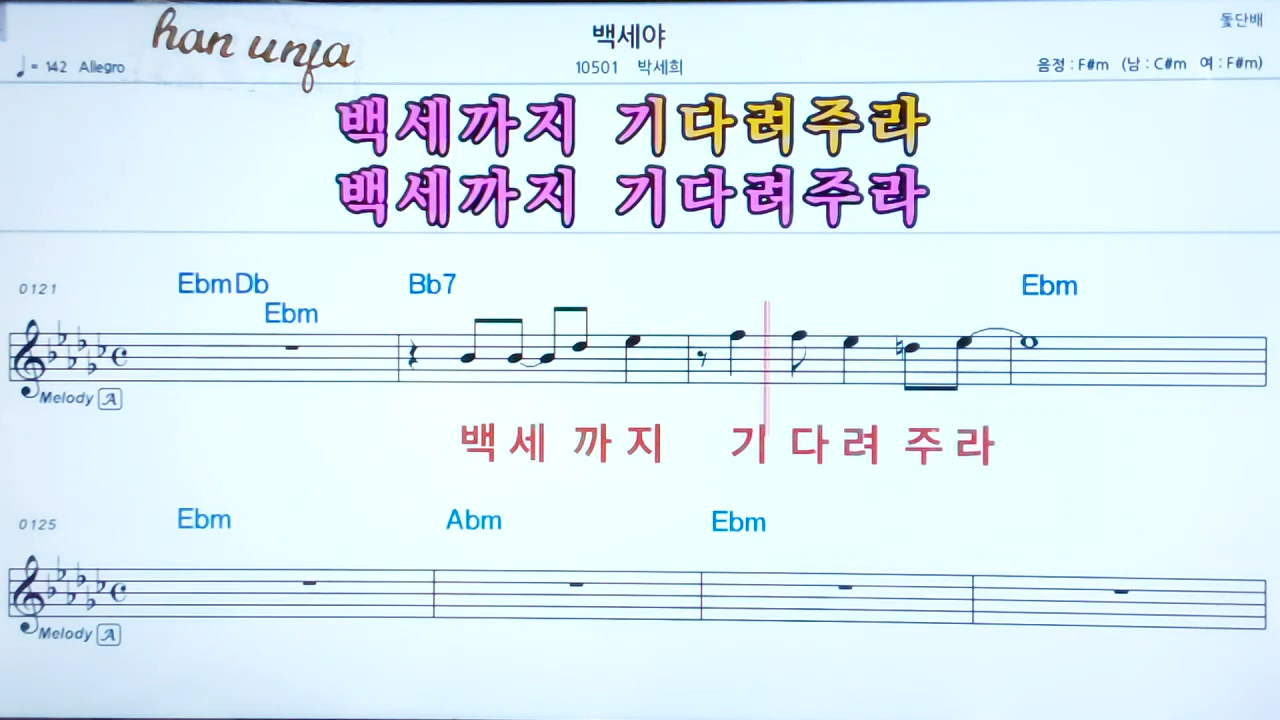 han unfa
백세야
돛단배
♩= 142 Allegro
10501 박세희
음정 : F#m (남 : C#m 여 : F#m)
백세까지 기다려주라
백세까지 기다려주라
0121
EbmDb
Ebm
Bb7
Ebm
Melody A
백 세 까 지 기 다 려 주 라
0125
Ebm
Abm
Ebm
Melody A